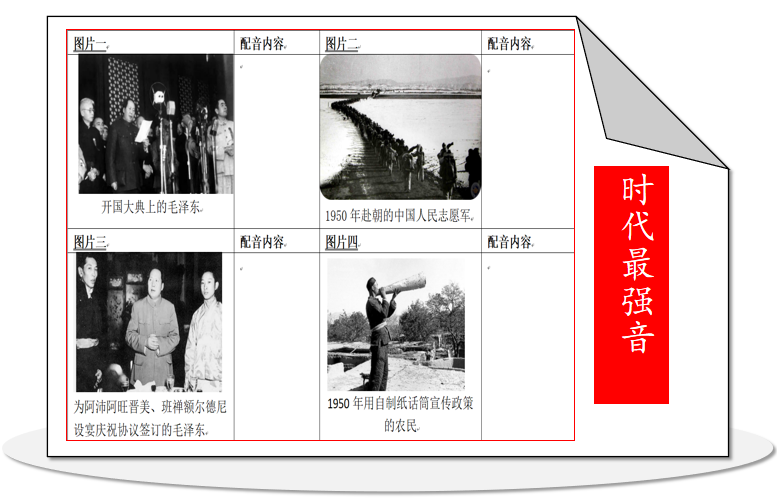 图片一
配音内容
图片二
配音内容
开国大典上的毛泽东
1950 年赴朝的中国人民志愿军
图片三
配音内容
图片四
配音内容
为阿沛阿旺晋美、班禅额尔德尼
设宴庆祝协议签订的毛泽东
1950 年用自制纸话筒宣传政策
的农民
时代最强音